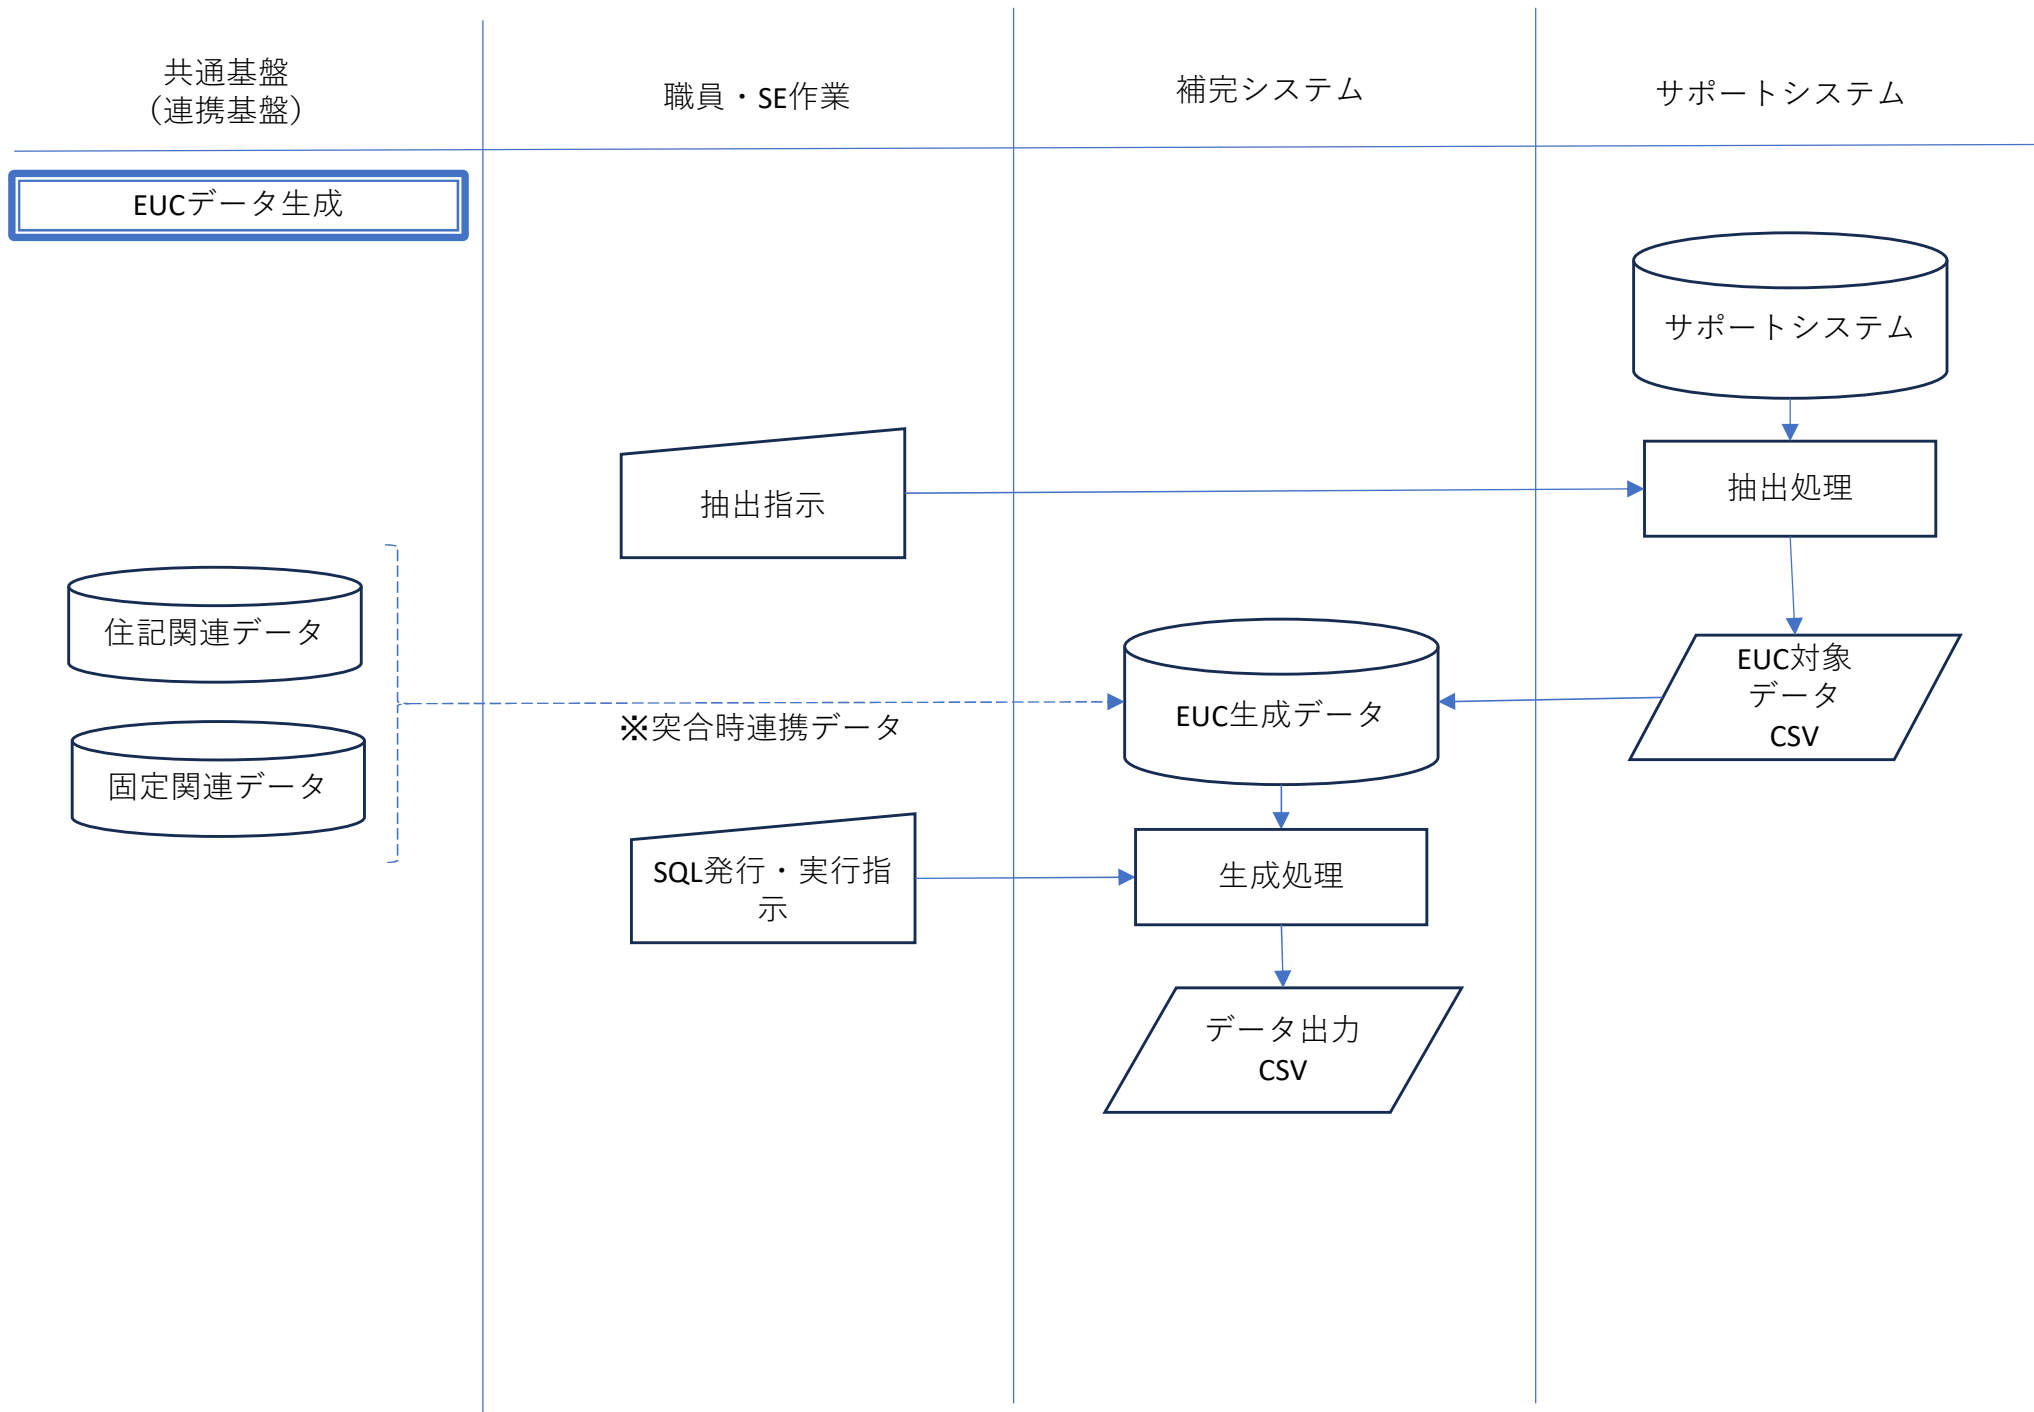 共通基盤
（連携基盤）
職員・SE作業
補完システム
サポートシステム
EUCデータ生成
サポートシステム
抽出指示
抽出処理
住記関連データ
固定関連データ
※突合時連携データ
EUC生成データ
EUC対象
データ
CSV
SQL発行・実行指
示
生成処理
データ出力
CSV